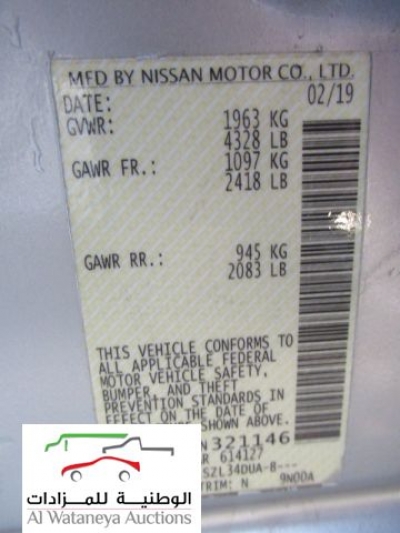 MFD BY NISSAN MOTOR CO., LTD.
DATE: 02/19
GVWR: 1963 KG
4328 LB
GAWR FR.: 1097 KG
2418 LB
GAWR RR.: 945 KG
2083 LB
THIS VEHICLE CONFORMS TO
ALL APPLICABLE FEDERAL
MOTOR VEHICLE SAFETY,
BUMPER, AND THEFT
PREVENTION STANDARDS IN
EFFECT ON THE DATE OF
SHOWN ABOVE.
321146
614127
SZL34DUA-B---
TRIM: N 9N00A
الوطنية للمزادات
Al Wataneya Auctions